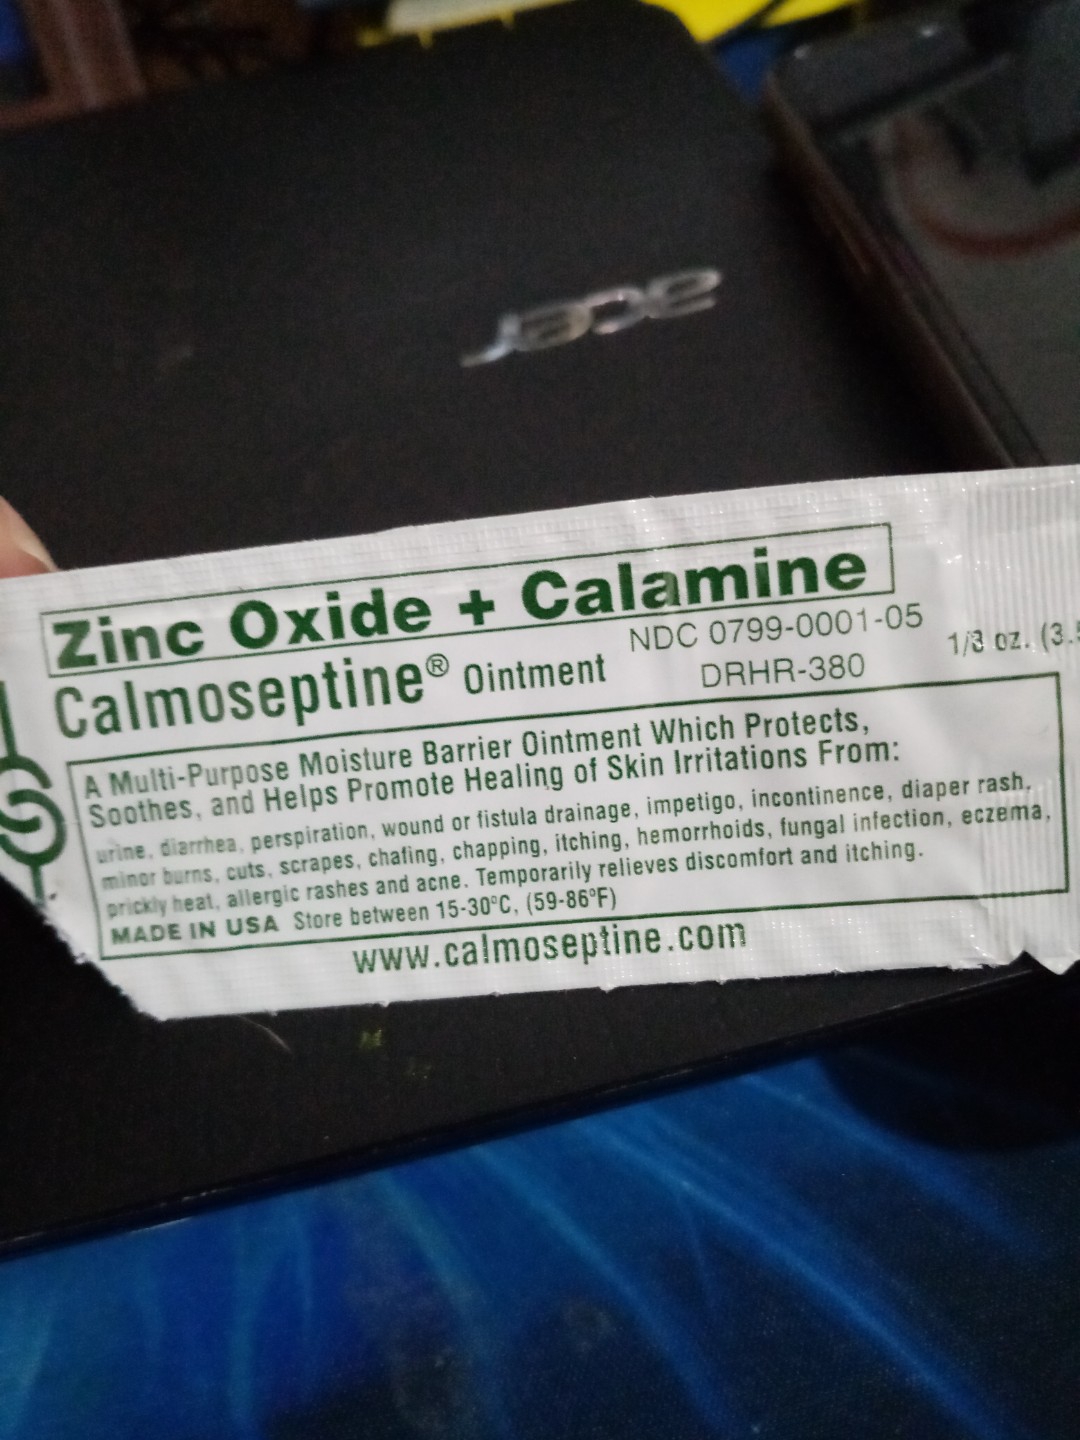 acer
Zinc Oxide + Calamine
Calmoseptine® Ointment
NDC 0799-0001-05
DRHR-380
1/8 oz. (3.5
A Multi-Purpose Moisture Barrier Ointment Which Protects,
Soothes, and Helps Promote Healing of Skin Irritations From:
urine, diarrhea, perspiration, wound or fistula drainage, impetigo, incontinence, diaper rash,
minor burns, cuts, scrapes, chafing, chapping, itching, hemorrhoids, fungal infection, eczema,
prickly heat, allergic rashes and acne. Temporarily relieves discomfort and itching.
MADE IN USA Store between 15-30°C, (59-86°F)
www.calmoseptine.com